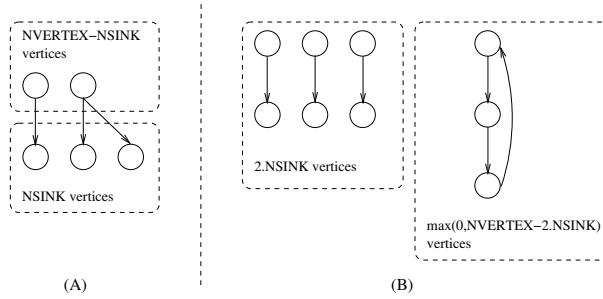 NVERTEX−NSINK
vertices
NSINK vertices
(A)
2.NSINK vertices
max(0,NVERTEX−2.NSINK)
vertices
(B)